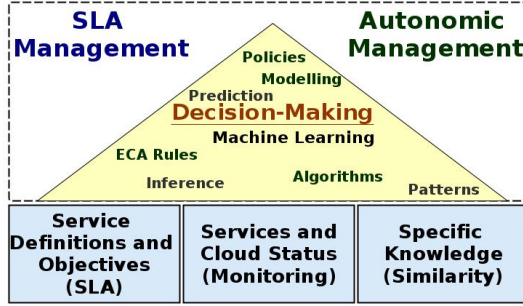 SLA
Management
Autonomic
Management
Policies
Modelling
Prediction
Decision-Making
Machine Learning
ECA Rules
Inference
Algorithms
Patterns
Service
Definitions and
Objectives
(SLA)
Services and
Cloud Status
(Monitoring)
Specific
Knowledge
(Similarity)